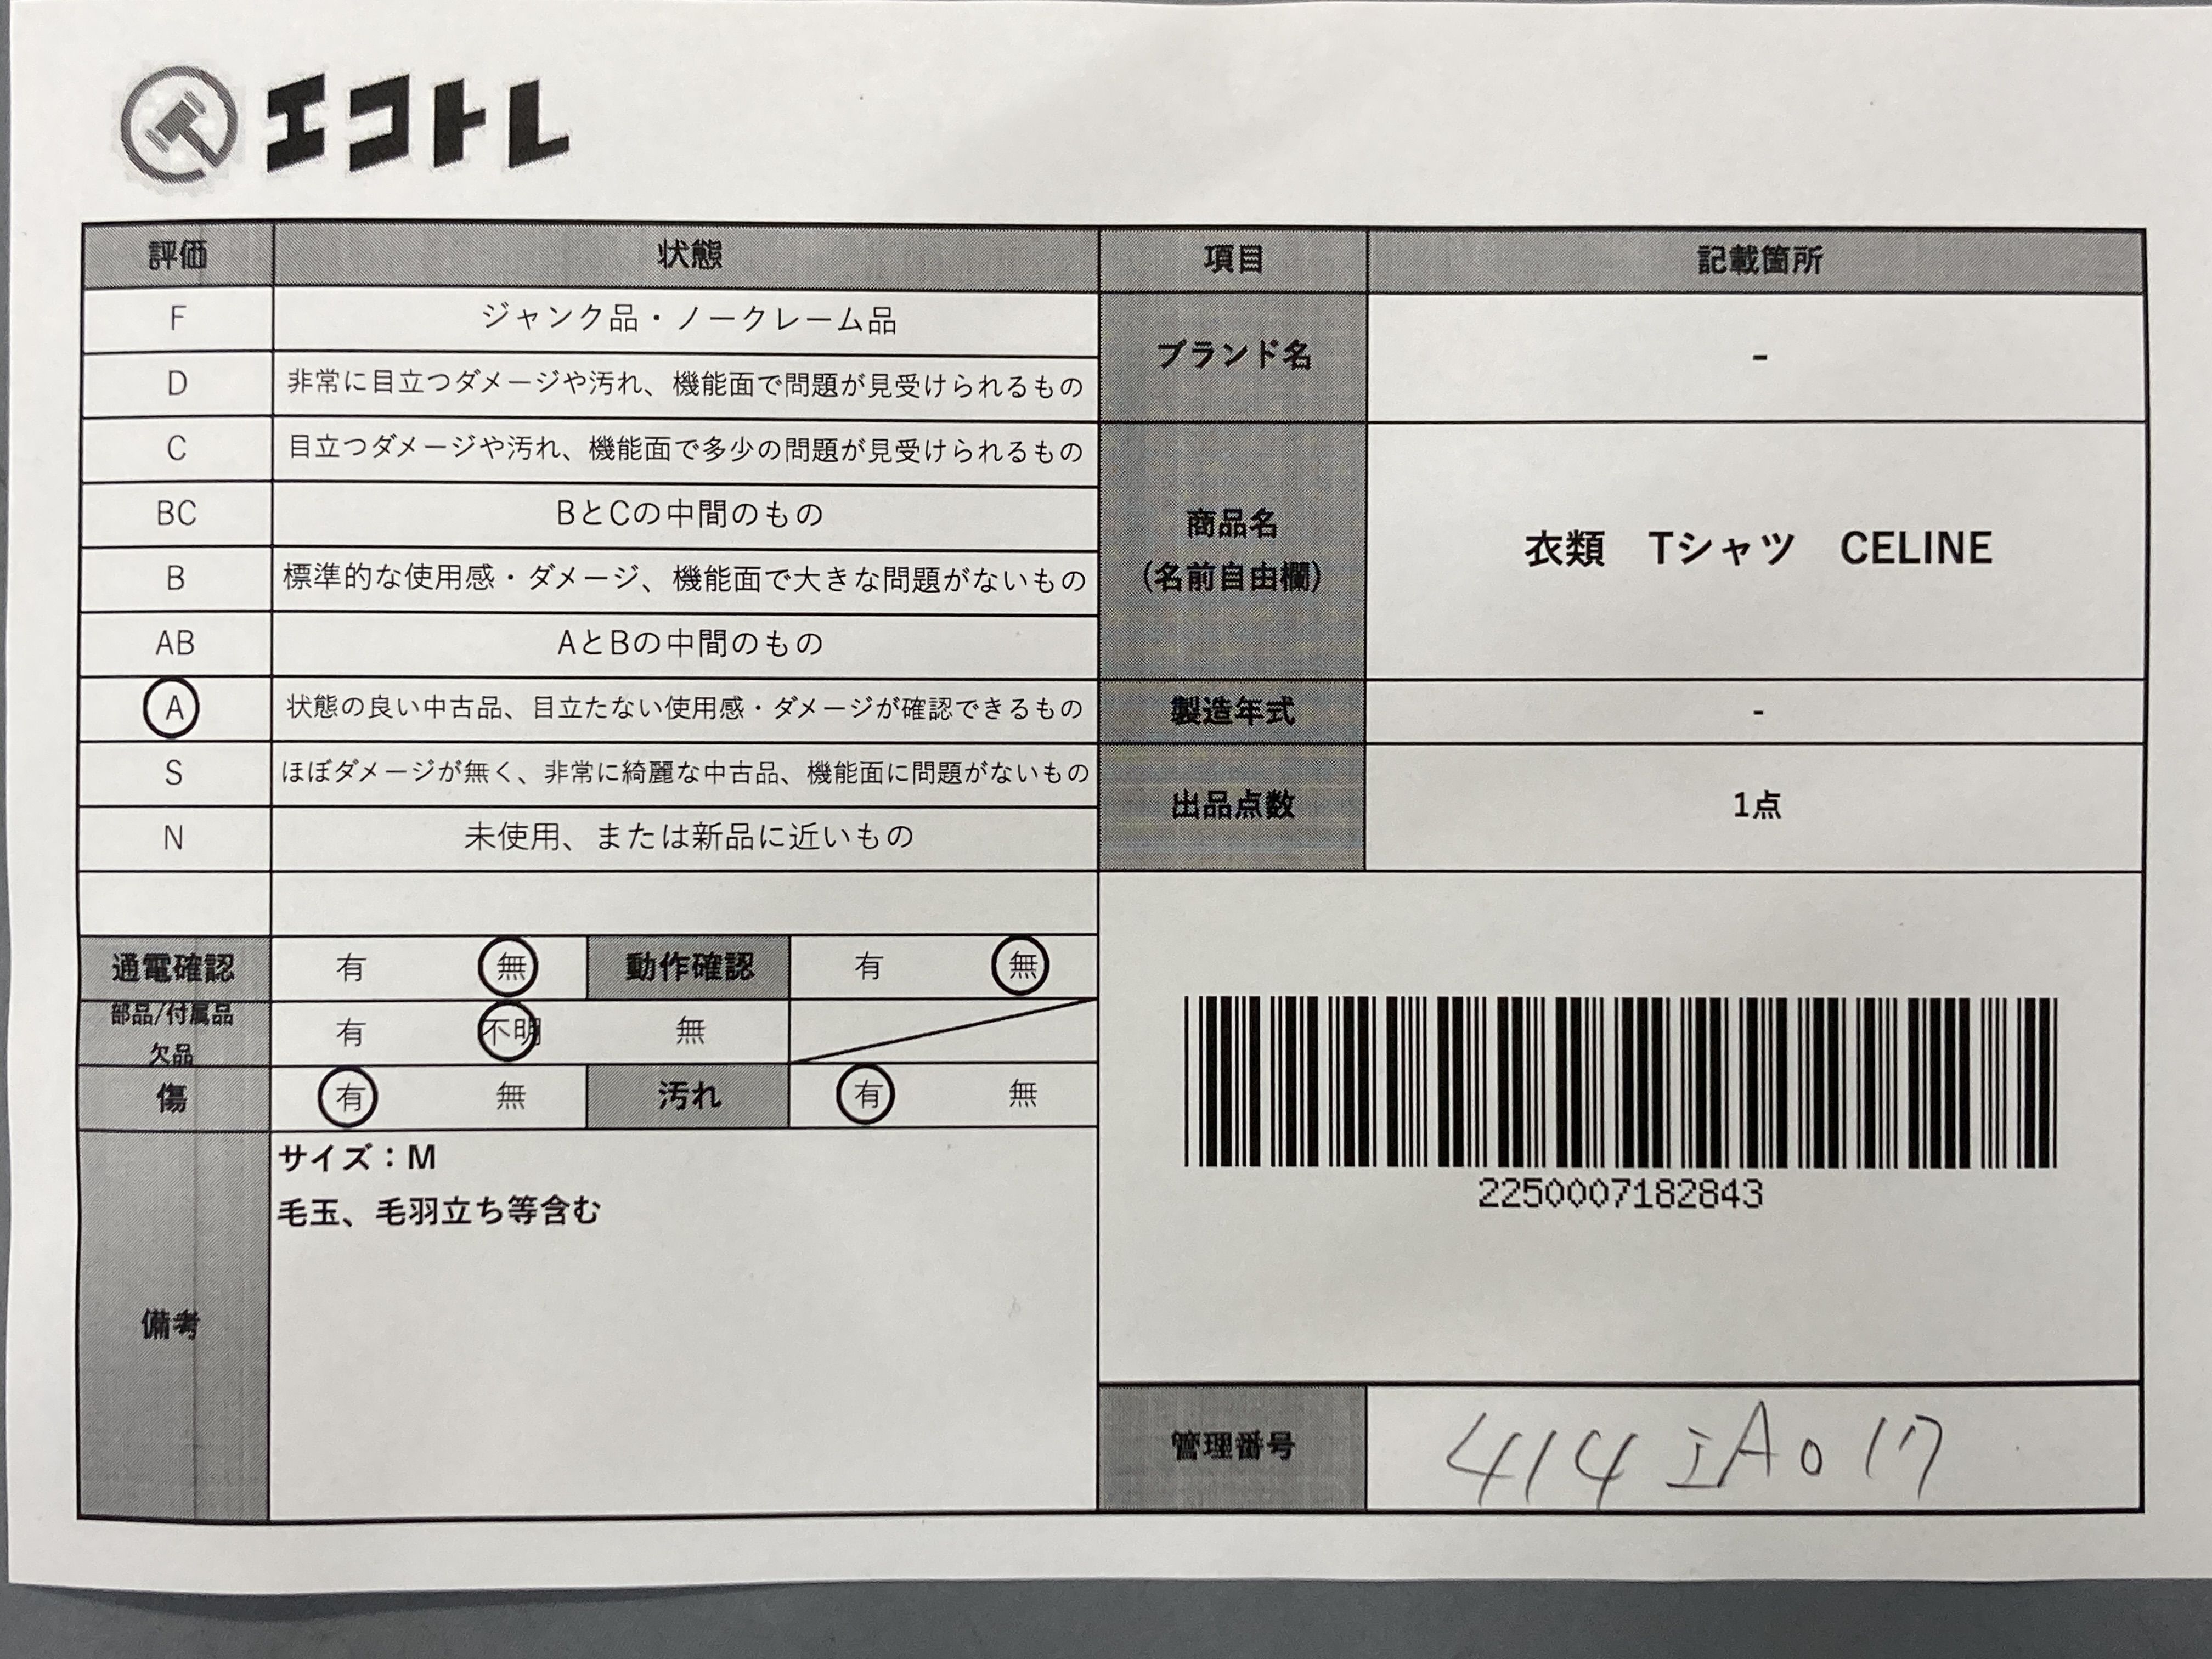 エコトレ
評価 状態 項目 記載箇所
F ジャンク品・ノークレーム品
ブランド名 -
D 非常に目立つダメージや汚れ、機能面で問題が見受けられるもの
C 目立つダメージや汚れ、機能面で多少の問題が見受けられるもの
BC BとCの中間のもの
商品名
(名前自由欄)
衣類 Tシャツ CELINE
B 標準的な使用感・ダメージ、機能面で大きな問題がないもの
AB AとBの中間のもの
A 状態の良い中古品、目立たない使用感・ダメージが確認できるもの
製造年式 -
S ほぼダメージが無く、非常に綺麗な中古品、機能面に問題がないもの
出品点数 1点
N 未使用、または新品に近いもの
通電確認 有 無 動作確認 有 無
部品/付属品
欠品
有 不明 無
傷 有 無 汚れ 有 無
備考
サイズ：M
毛玉、毛羽立ち等含む
2250007182843
管理番号 414エA017